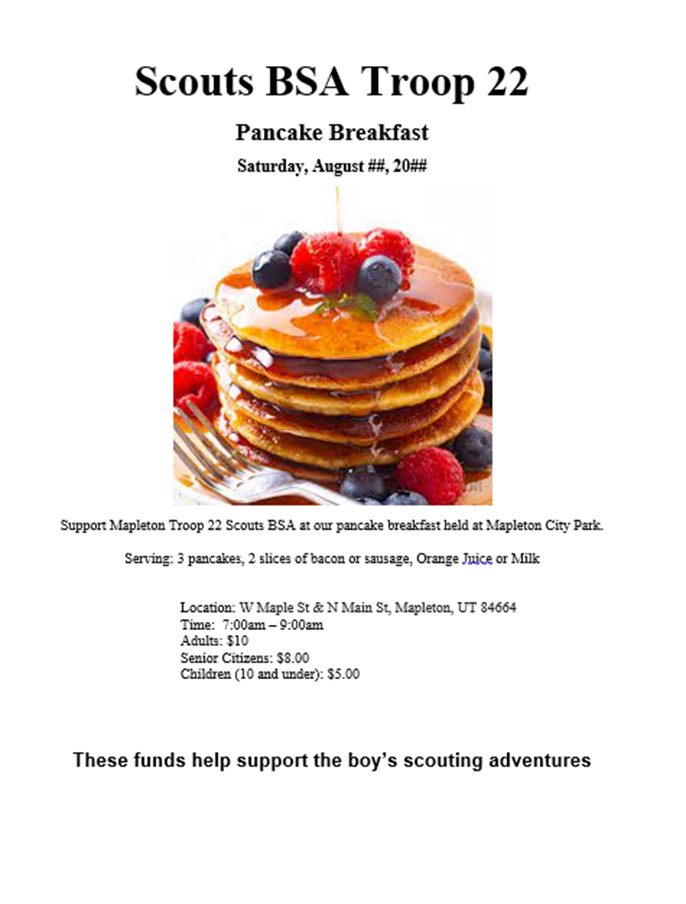 Scouts BSA Troop 22
Pancake Breakfast
Saturday, August ##, 20##
Support Mapleton Troop 22 Scouts BSA at our pancake breakfast held at Mapleton City Park.
Serving: 3 pancakes, 2 slices of bacon or sausage, Orange Juice or Milk
Location: W Maple St & N Main St, Mapleton, UT 84664
Time:  7:00am – 9:00am
Adults: $10
Senior Citizens: $8.00
Children (10 and under): $5.00
These funds help support the boy’s scouting adventures